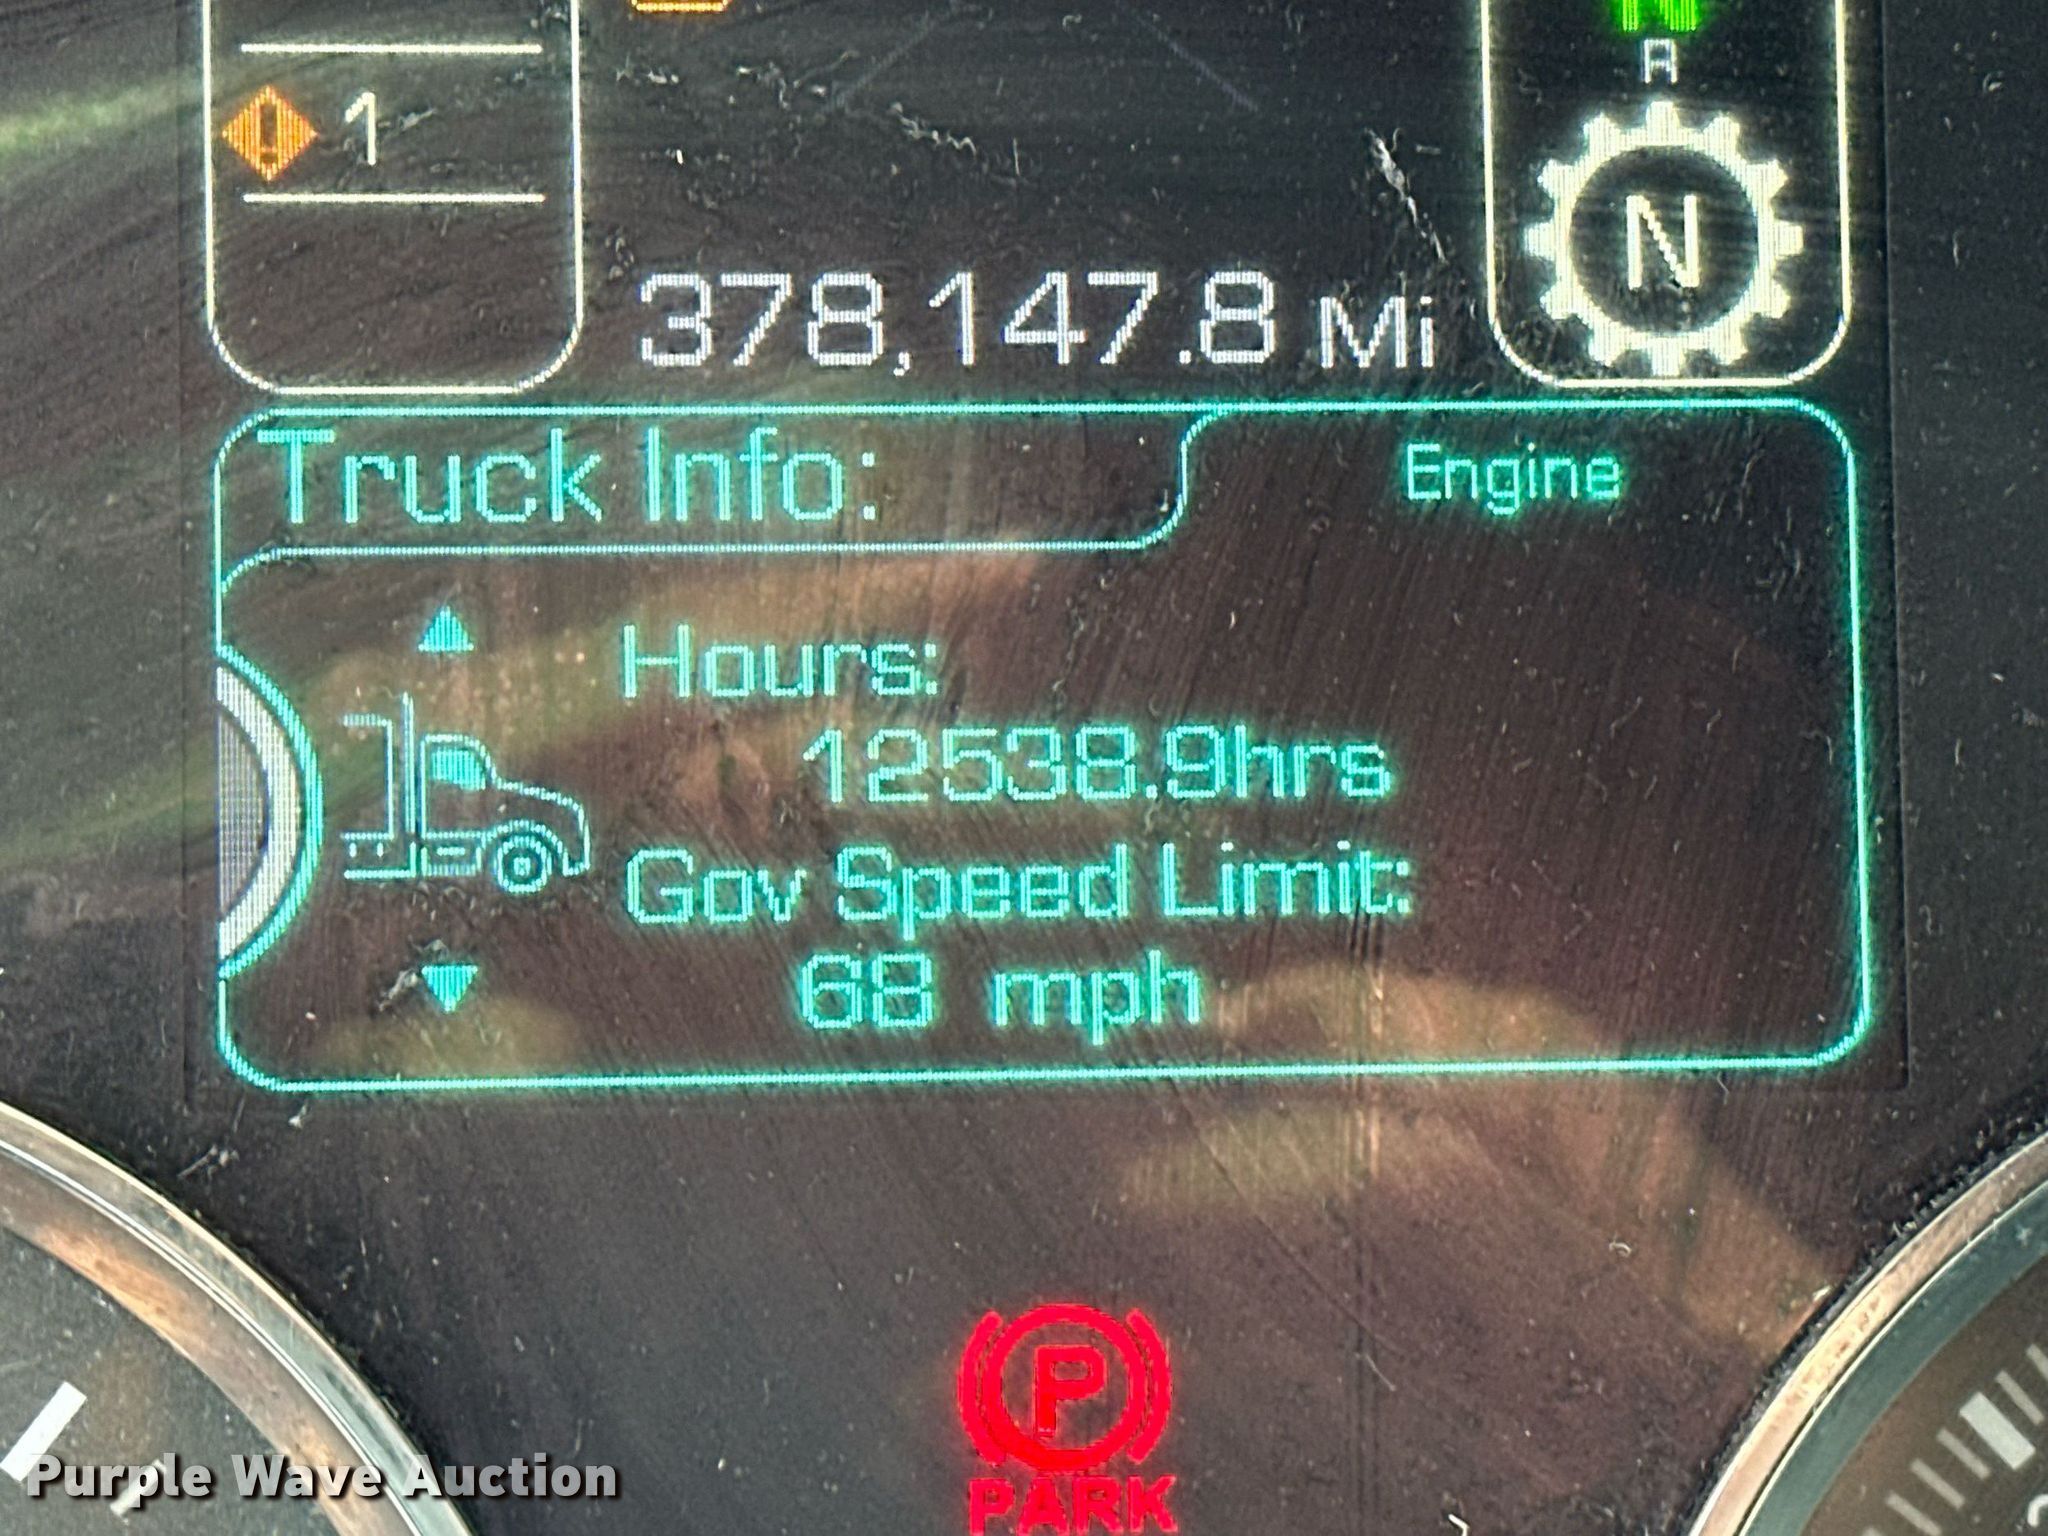 A
1
N
378,147.8 Mi
Truck Info:
Engine
Hours:
12538.9hrs
Gov Speed Limit:
68 mph
P
PARK
Purple Wave Auction